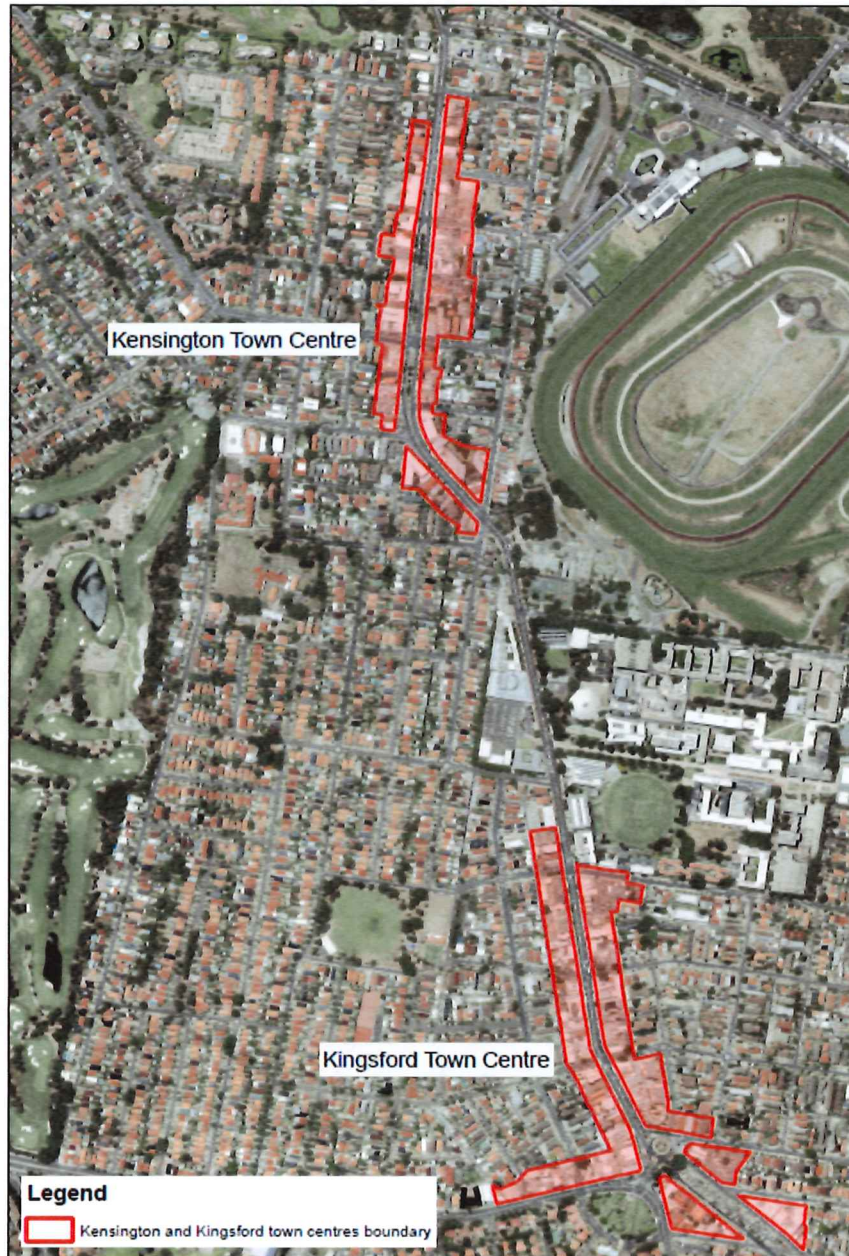 Kensington Town Centre
Kingsford Town Centre
Legend
Kensington and Kingsford town centres boundary